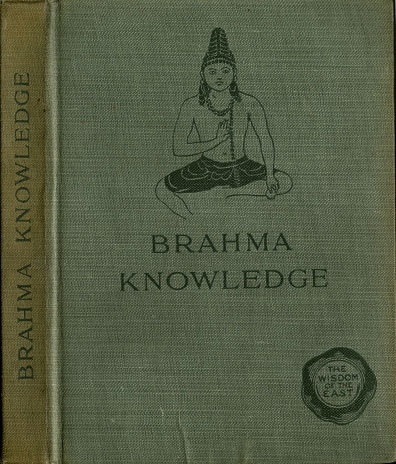 BRAHMA KNOWLEDGE
BRAHMA
KNOWLEDGE
THE
WISDOM
OF THE
EAST